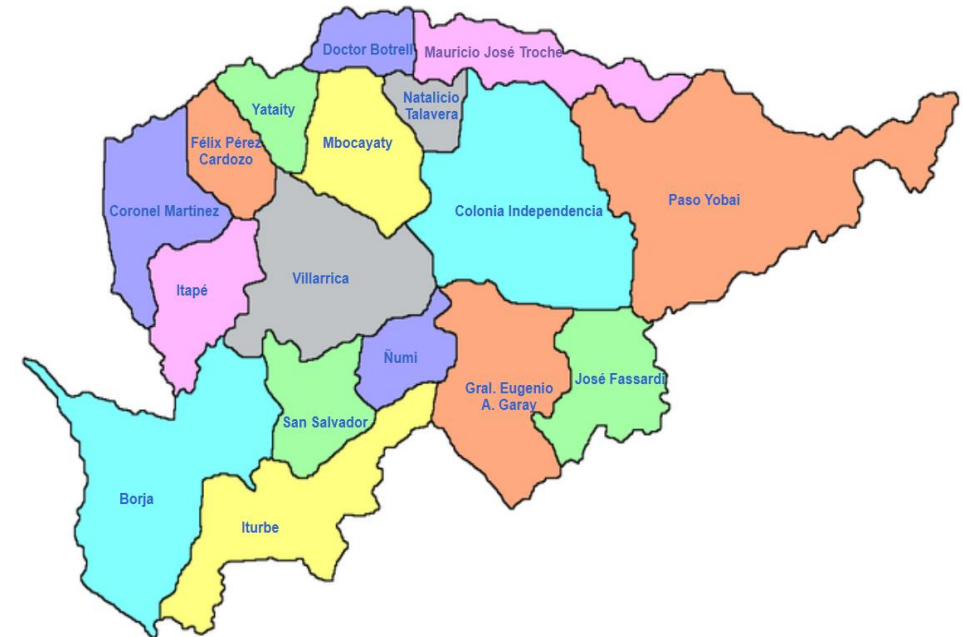 Doctor Botrell
Mauricio José Troche
Yataity
Natalicio
Talavera
Félix Pérez
Cardozo
Mbocayaty
Coronel Martinez
Colonia Independencia
Paso Yobai
Itapé
Villarrica
Ñumi
José Fassardi
Gral. Eugenio
A. Garay
San Salvador
Borja
Iturbe